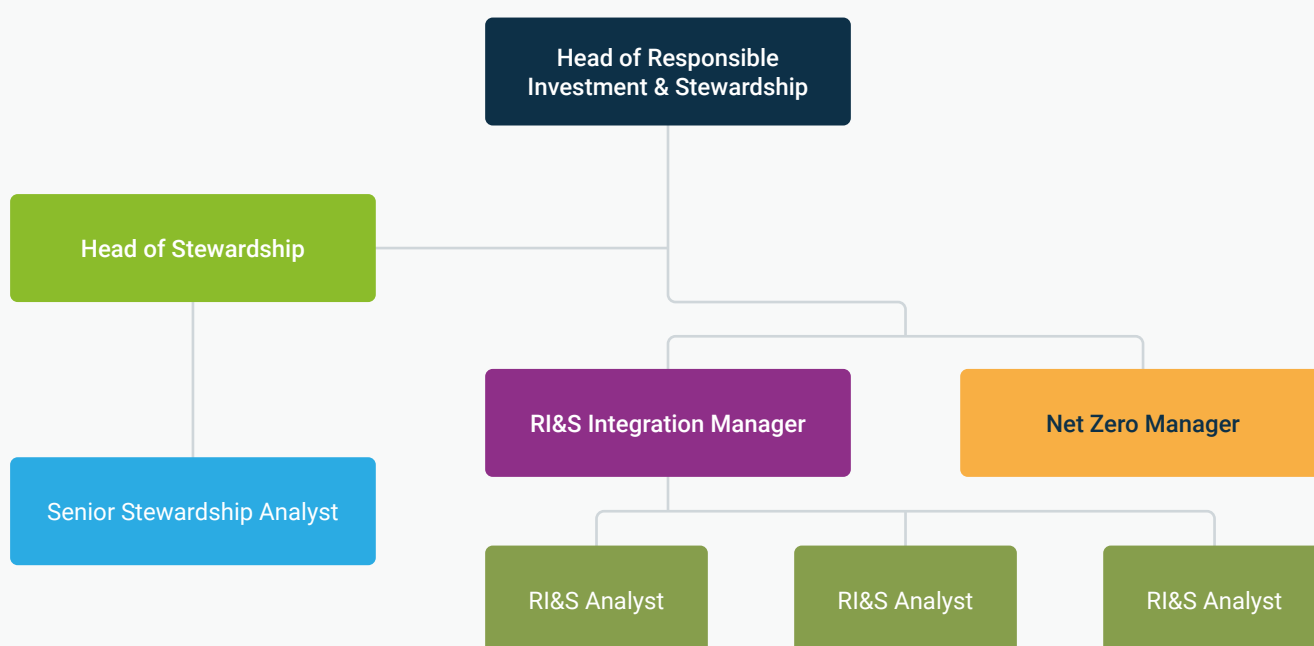 Head of Responsible
Investment & Stewardship
Head of Stewardship
RI&S Integration Manager
Net Zero Manager
Senior Stewardship Analyst
RI&S Analyst
RI&S Analyst
RI&S Analyst